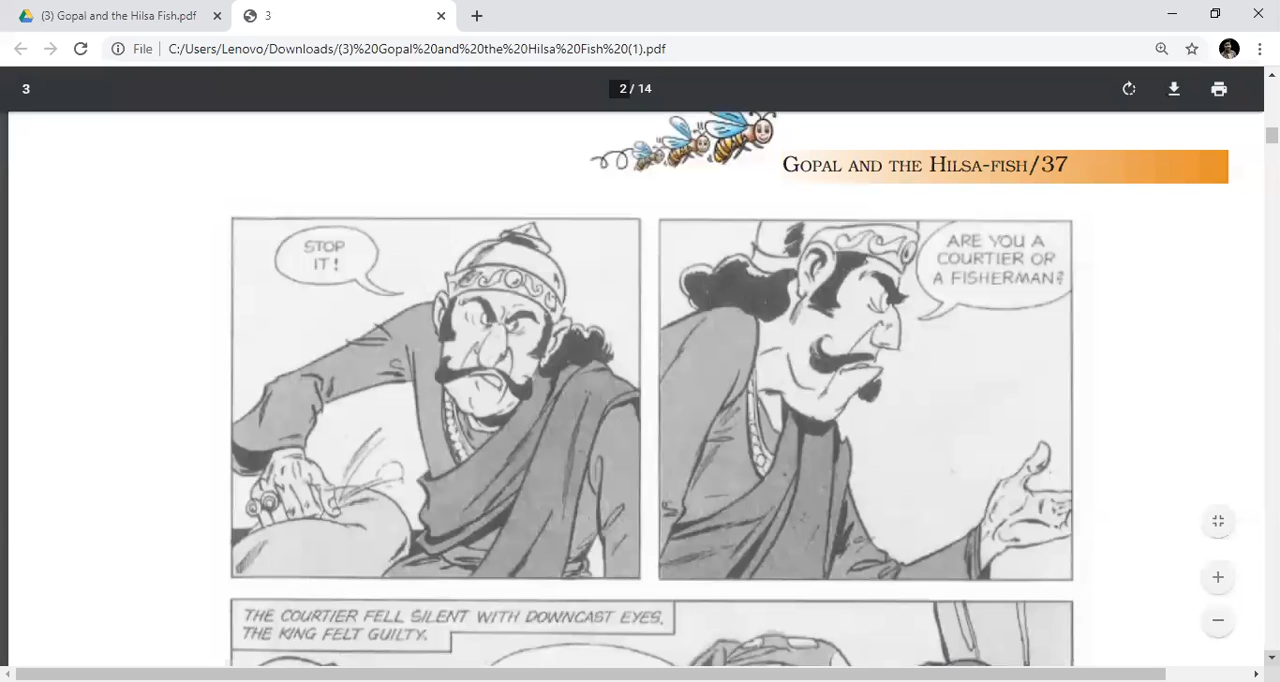 (3) Gopal and the Hilsa Fish.pdf
3
File
C:/Users/Lenovo/Downloads/(3)%20Gopal%20and%20the%20Hilsa%20Fish%20(1).pdf
3
2 / 14
GOPAL AND THE HILSA-FISH/37
STOP
IT!
ARE YOU A
COURTIER OR
A FISHERMAN?
THE COURTIER FELL SILENT WITH DOWNCAST EYES.
THE KING FELT GUILTY.